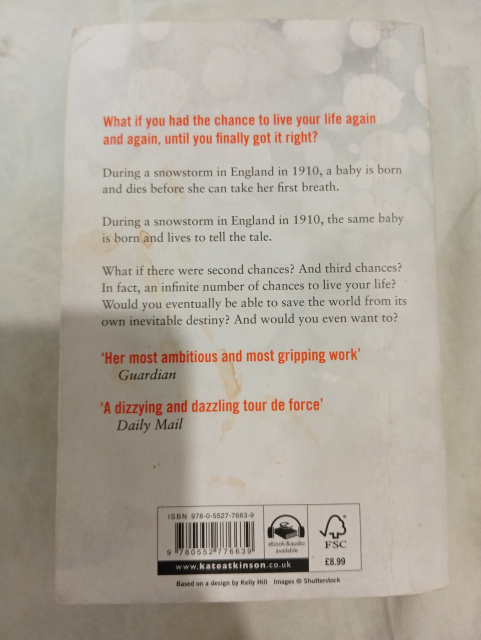 What if you had the chance to live your life again
and again, until you finally got it right?
During a snowstorm in England in 1910, a baby is born
and dies before she can take her first breath.
During a snowstorm in England in 1910, the same baby
is born and lives to tell the tale.
What if there were second chances? And third chances?
In fact, an infinite number of chances to live your life?
Would you eventually be able to save the world from its
own inevitable destiny? And would you even want to?
‘Her most ambitious and most gripping work’
Guardian
‘A dizzying and dazzling tour de force’
Daily Mail
ISBN 978-0-5527-7663-9
9 780552 776639
ebook & audio
available
FSC
www.kateatkinson.co.uk
£8.99
Based on a design by Kelly Hill Images © Shutterstock